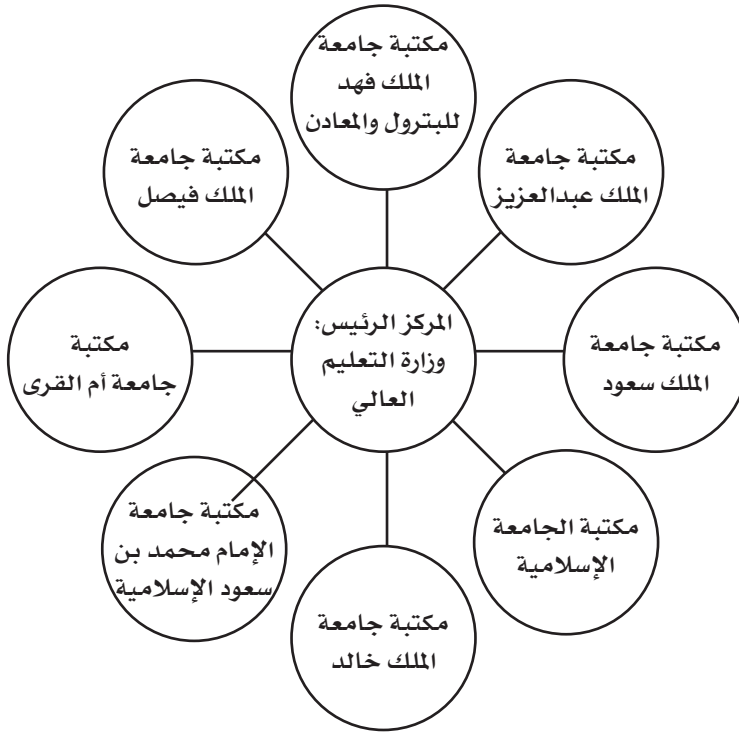 مكتبة جامعة
الملك فهد
للبترول والمعادن
مكتبة جامعة
الملك عبدالعزيز
مكتبة جامعة
الملك فيصل
المركز الرئيس:
وزارة التعليم
العالي
مكتبة جامعة
الملك سعود
مكتبة
جامعة أم القرى
مكتبة الجامعة
الإسلامية
مكتبة جامعة
الإمام محمد بن
سعود الإسلامية
مكتبة جامعة
الملك خالد